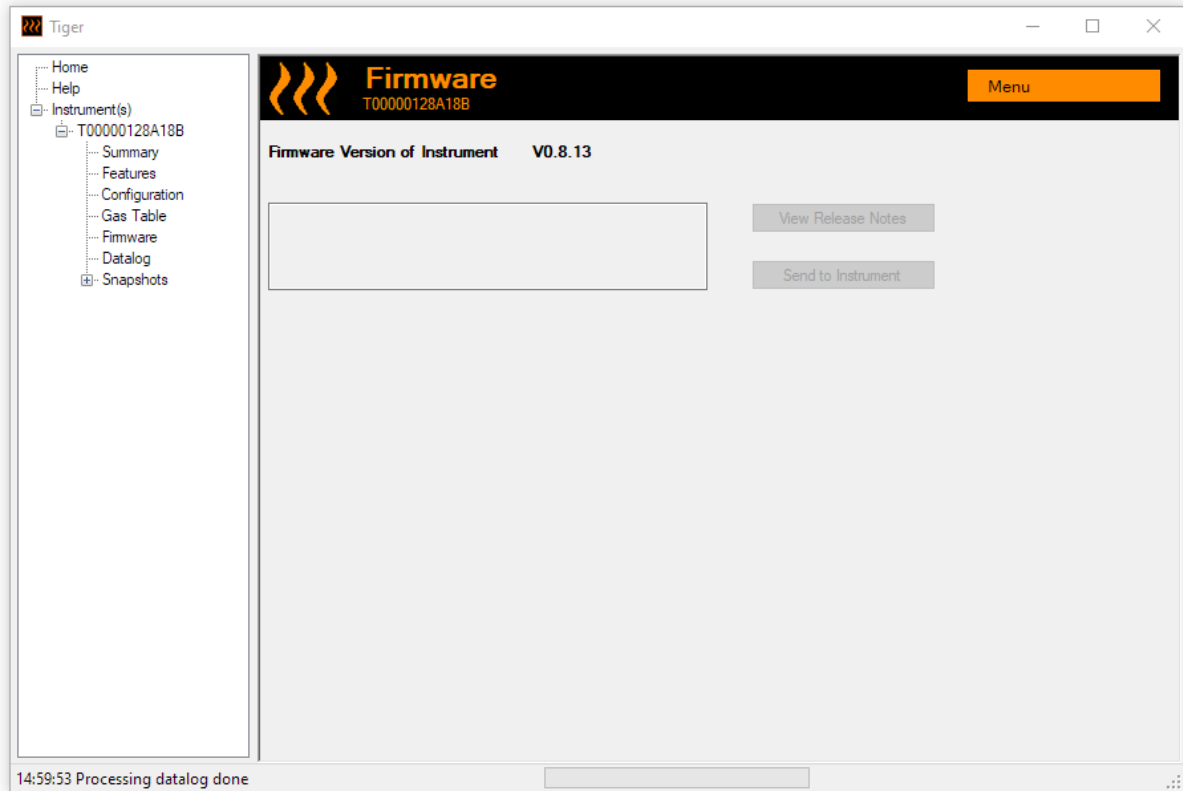 Tiger
Home
Help
Instrument(s)
T00000128A18B
Summary
Features
Configuration
Gas Table
Firmware
Datalog
Snapshots
Firmware
T00000128A18B
Menu
Firmware Version of Instrument V0.8.13
View Release Notes
Send to Instrument
14:59:53 Processing datalog done